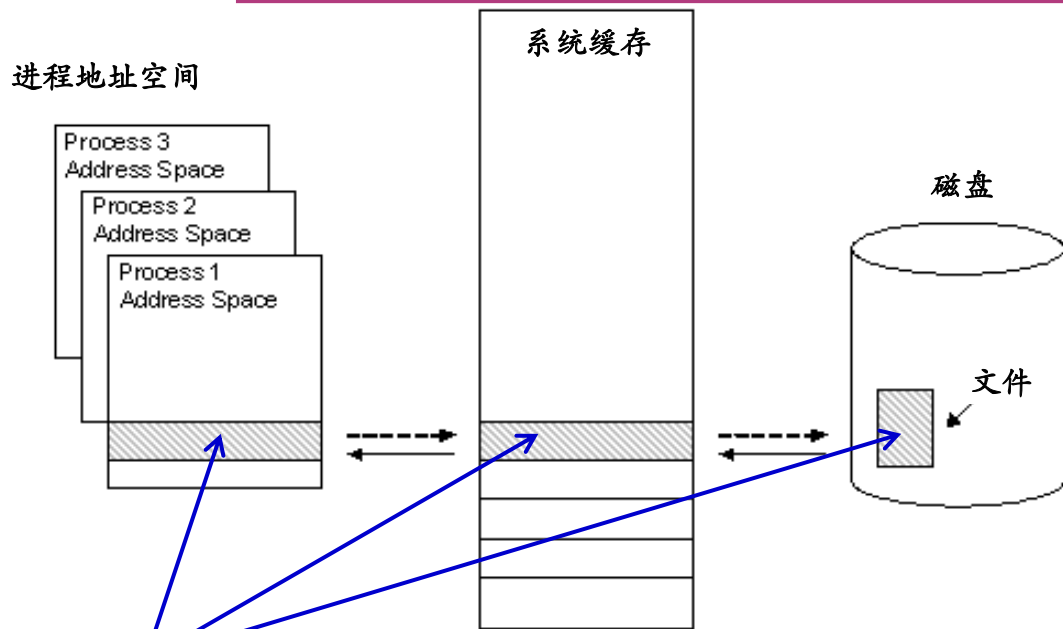 系统缓存
进程地址空间
Process 3
Address Space
Process 2
Address Space
Process 1
Address Space
磁盘
文件